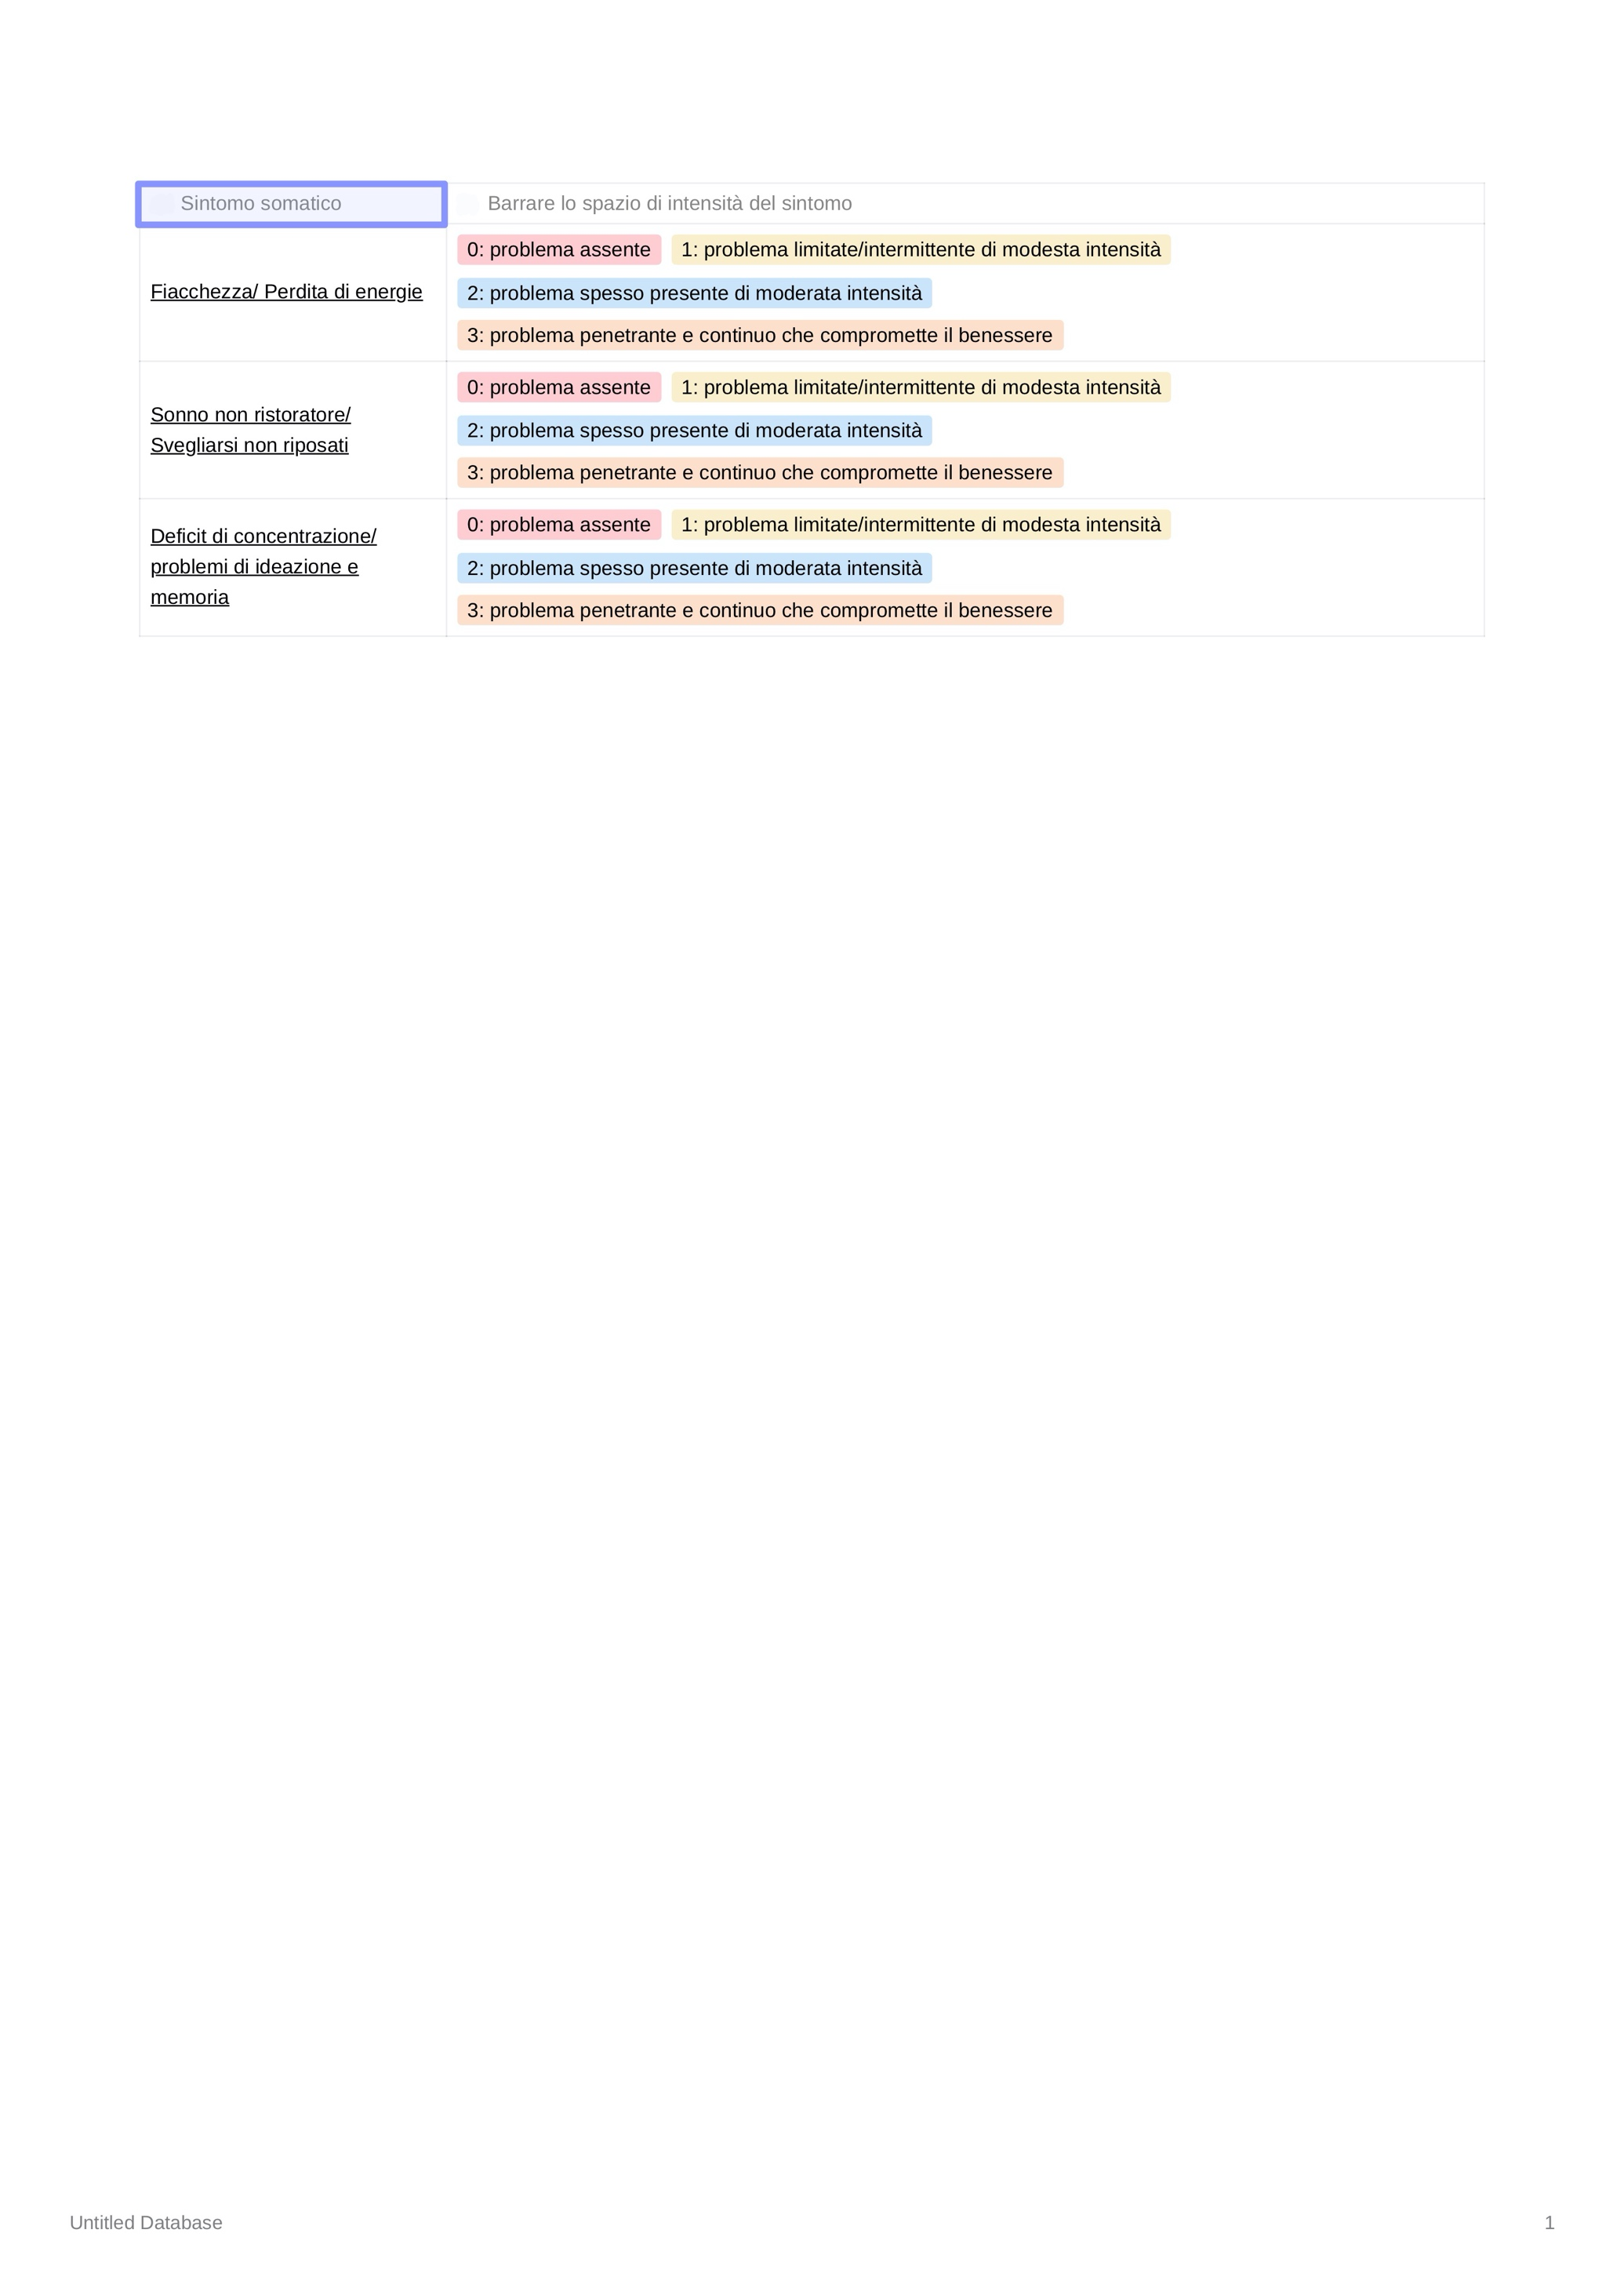 Sintomo somatico
Barrare lo spazio di intensità del sintomo
Fiacchezza/ Perdita di energie
0: problema assente
1: problema limitate/intermittente di modesta intensità
2: problema spesso presente di moderata intensità
3: problema penetrante e continuo che compromette il benessere
Sonno non ristoratore/
Svegliarsi non riposati
0: problema assente
1: problema limitate/intermittente di modesta intensità
2: problema spesso presente di moderata intensità
3: problema penetrante e continuo che compromette il benessere
Deficit di concentrazione/
problemi di ideazione e
memoria
0: problema assente
1: problema limitate/intermittente di modesta intensità
2: problema spesso presente di moderata intensità
3: problema penetrante e continuo che compromette il benessere
Untitled Database
1